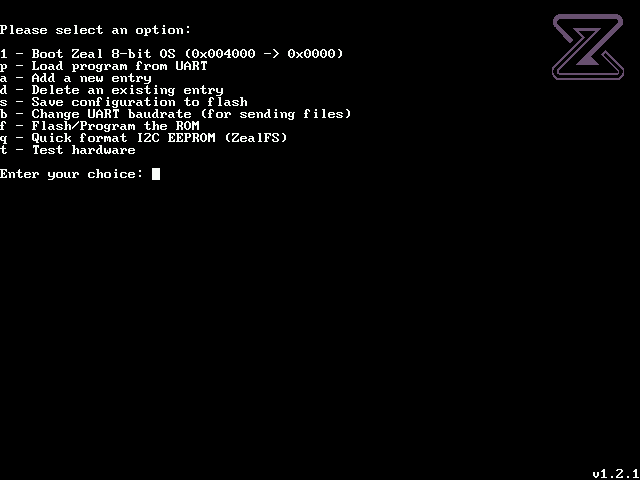 Please select an option:
1 - Boot Zeal 8-bit OS (0x004000 -> 0x0000)
p - Load program from UART
a - Add a new entry
d - Delete an existing entry
s - Save configuration to flash
b - Change UART baudrate (for sending files)
f - Flash/Program the ROM
q - Quick format I2C EEPROM (ZealFS)
t - Test hardware
Enter your choice:
v1.2.1